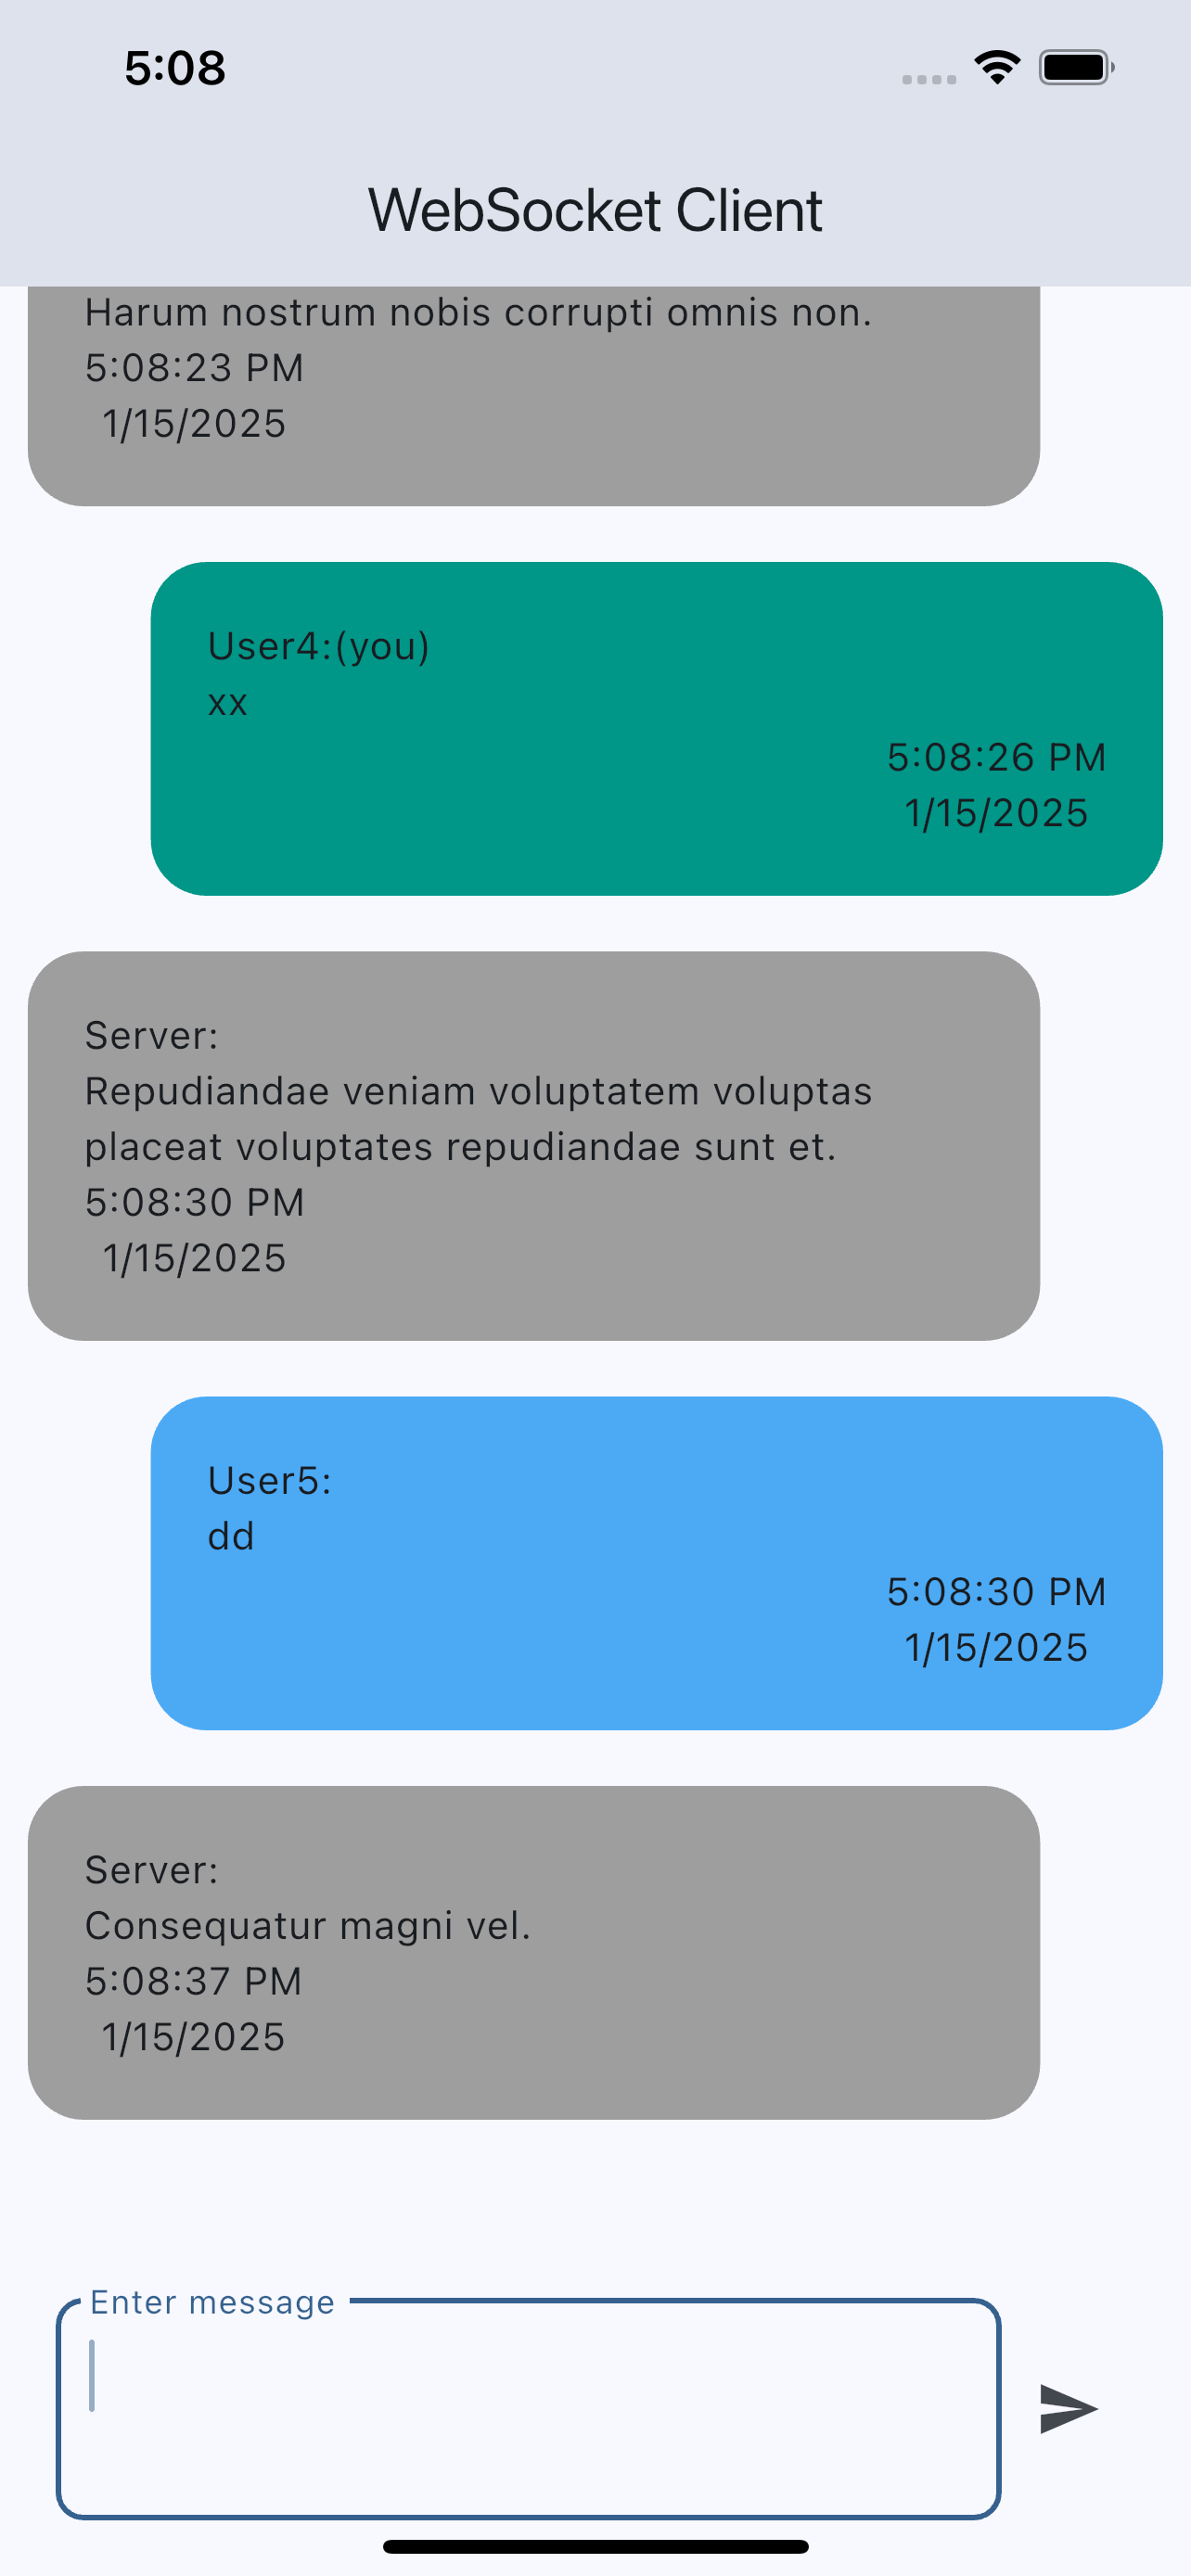 5:08
WebSocket Client
Harum nostrum nobis corrupti omnis non.
5:08:23 PM
1/15/2025
User4:(you)
xx
5:08:26 PM
1/15/2025
Server:
Repudiandae veniam voluptatem voluptas
placeat voluptates repudiandae sunt et.
5:08:30 PM
1/15/2025
User5:
dd
5:08:30 PM
1/15/2025
Server:
Consequatur magni vel.
5:08:37 PM
1/15/2025
Enter message